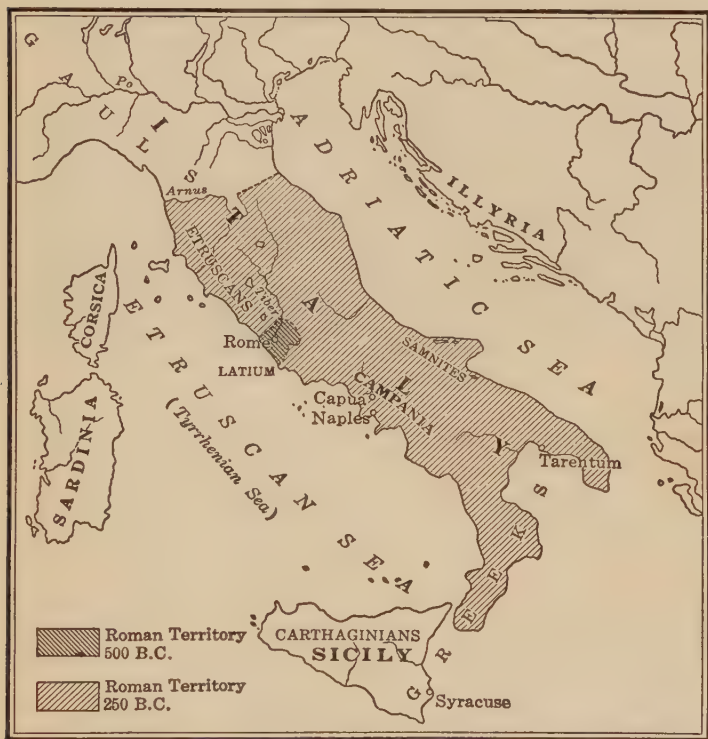 GAULS
Po
ITALY
ADRIATIC SEA
ILLYRIA
Arnus
ETRUSCANS
Tiber
CORSICA
Rome
LATIUM
SAMNITES
CAMPANIA
Capua
Naples
Tarentum
SARDINIA
ETRUSCAN SEA
(Tyrrhenian Sea)
GREEKS
CARTHAGINIANS
SICILY
Syracuse
Roman Territory
500 B.C.
Roman Territory
250 B.C.